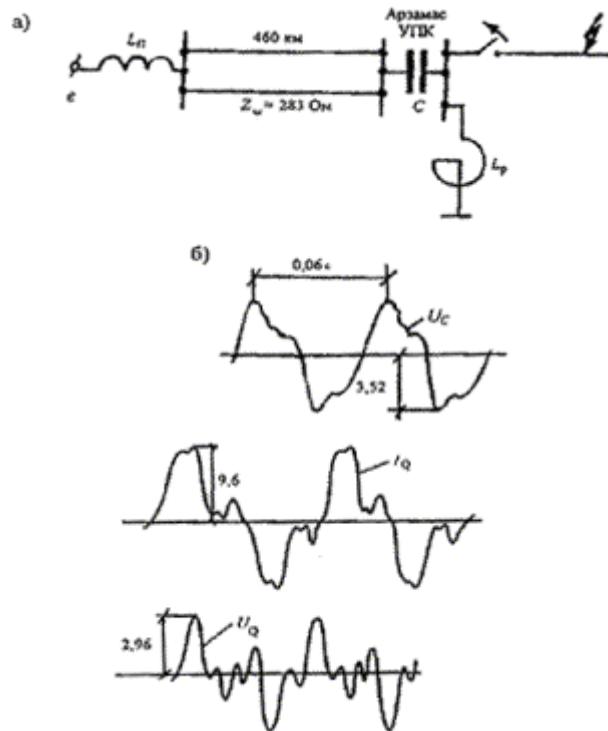 а)
Арзамас
УПК
Lп
460 км
e
Zw = 283 Ом
C
Lр
б)
0,06 с
UC
3,52
IQ
9,6
UQ
2,96